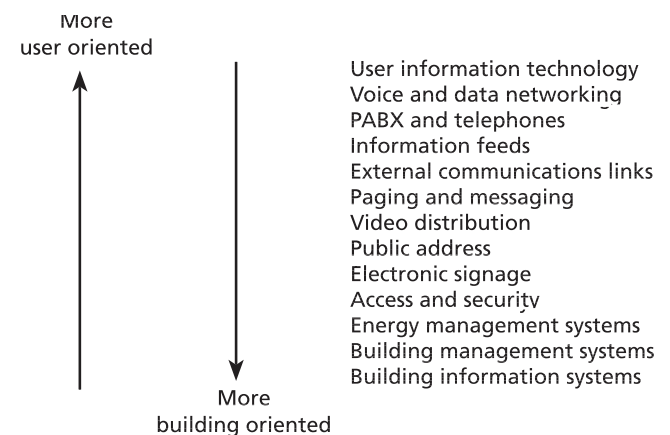 More
user oriented
User information technology
Voice and data networking
PABX and telephones
Information feeds
External communications links
Paging and messaging
Video distribution
Public address
Electronic signage
Access and security
Energy management systems
Building management systems
Building information systems
More
building oriented